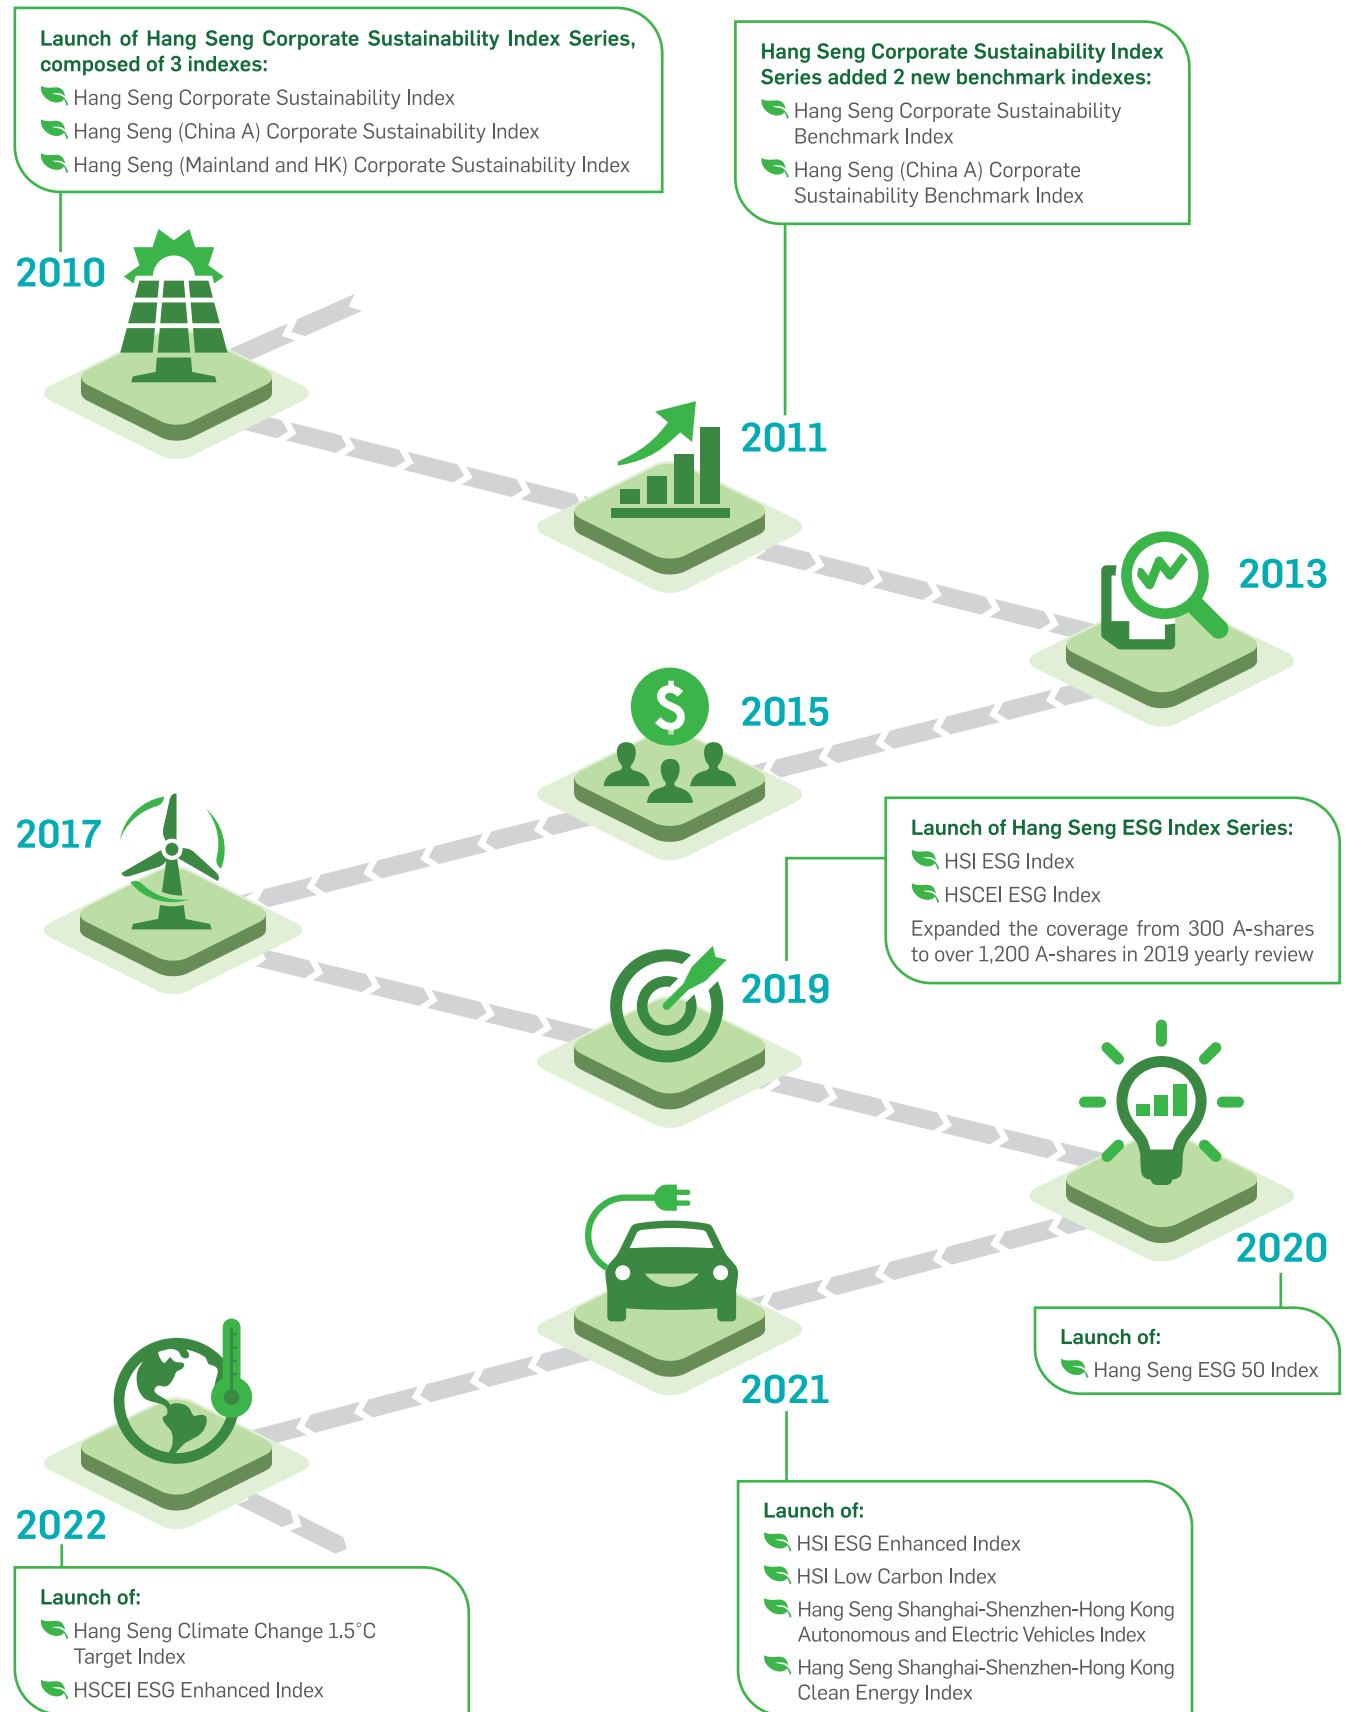 Launch of Hang Seng Corporate Sustainability Index Series,
composed of 3 indexes:
Hang Seng Corporate Sustainability Index
Hang Seng (China A) Corporate Sustainability Index
Hang Seng (Mainland and HK) Corporate Sustainability Index
2010
Hang Seng Corporate Sustainability Index
Series added 2 new benchmark indexes:
Hang Seng Corporate Sustainability
Benchmark Index
Hang Seng (China A) Corporate
Sustainability Benchmark Index
2011
2013
$
2015
2017
Launch of Hang Seng ESG Index Series:
HSI ESG Index
HSCEI ESG Index
Expanded the coverage from 300 A-shares
to over 1,200 A-shares in 2019 yearly review
2019
2020
Launch of:
Hang Seng ESG 50 Index
2021
Launch of:
HSI ESG Enhanced Index
HSI Low Carbon Index
Hang Seng Shanghai-Shenzhen-Hong Kong
Autonomous and Electric Vehicles Index
Hang Seng Shanghai-Shenzhen-Hong Kong
Clean Energy Index
2022
Launch of:
Hang Seng Climate Change 1.5°C
Target Index
HSCEI ESG Enhanced Index